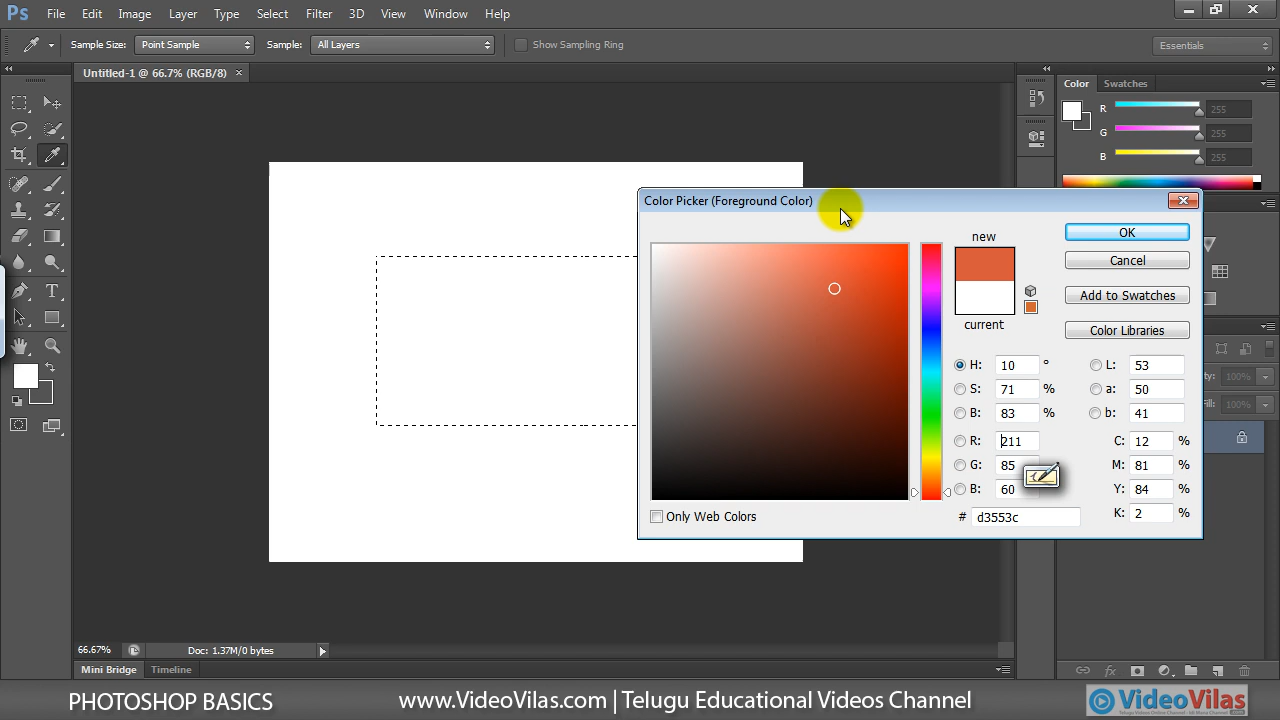 Ps File Edit Image Layer Type Select Filter 3D View Window Help
Sample Size: Point Sample Sample: All Layers Show Sampling Ring Essentials
Untitled-1 @ 66.7% (RGB/8) ×
Color Swatches
R 255
G 255
B 255
Color Picker (Foreground Color)
new
current
OK
Cancel
Add to Swatches
Color Libraries
H: 10 °
S: 71 %
B: 83 %
R: 211
G: 85
B: 60
# d3553c
L: 53
a: 50
b: 41
C: 12 %
M: 81 %
Y: 84 %
K: 2 %
Only Web Colors
100%
Fill: 100%
66.67% Doc: 1.37M/0 bytes
Mini Bridge Timeline
fx
PHOTOSHOP BASICS www.VideoVilas.com | Telugu Educational Videos Channel
VideoVilas